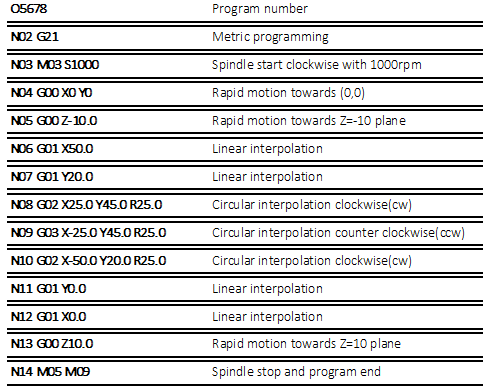 O5678 Program number
N02 G21 Metric programming
N03 M03 S1000 Spindle start clockwise with 1000rpm
N04 G00 X0 Y0 Rapid motion towards (0,0)
N05 G00 Z-10.0 Rapid motion towards Z=-10 plane
N06 G01 X50.0 Linear interpolation
N07 G01 Y20.0 Linear interpolation
N08 G02 X25.0 Y45.0 R25.0 Circular interpolation clockwise(cw)
N09 G03 X-25.0 Y45.0 R25.0 Circular interpolation counter clockwise(ccw)
N10 G02 X-50.0 Y20.0 R25.0 Circular interpolation clockwise(cw)
N11 G01 Y0.0 Linear interpolation
N12 G01 X0.0 Linear interpolation
N13 G00 Z10.0 Rapid motion towards Z=10 plane
N14 M05 M09 Spindle stop and program end